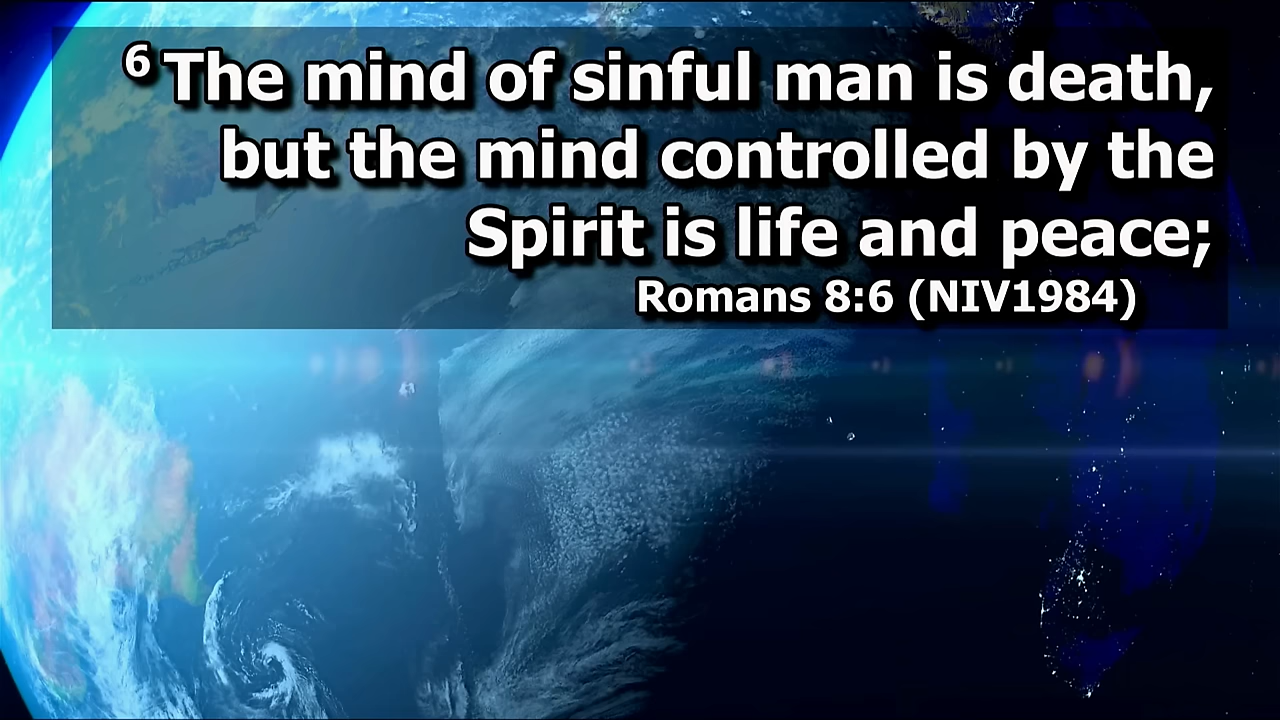 6 The mind of sinful man is death,
but the mind controlled by the
Spirit is life and peace;
Romans 8:6 (NIV1984)